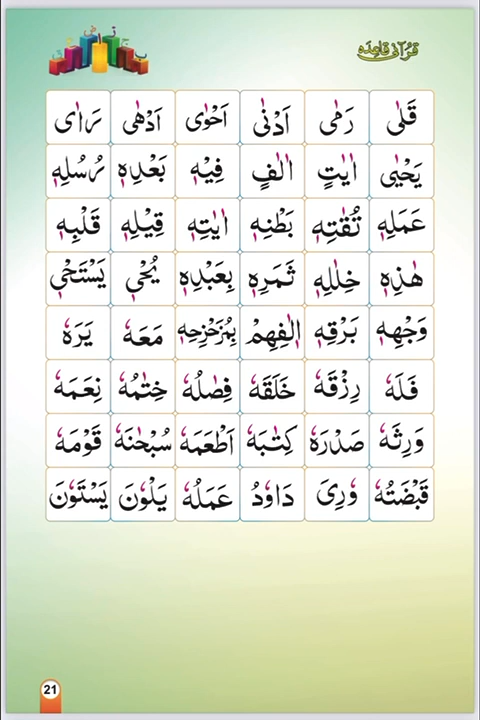 قرآنی قاعدہ
قَلٰى رَمٰى اَدْنٰى اَحْوٰى اَدْهٰى رَاٰى
يَحْيٰى اٰيٰتٍ اٰلٰفٍ فِيْهٖ بَعْدِهٖ رُسُلِهٖ
عَمَلِهٖ تُقٰتِهٖ بَطْنِهٖ اٰيٰتِهٖ قِيْلِهٖ قَلْبِهٖ
هٰذِهٖ خِلٰلِهٖ ثَمَرِهٖ بِعَبْدِهٖ يُحْيٖ يَسْتَحْيٖ
وَجْهِهٖ بَرْقِهٖ اٖلٰفِهِمْ بِمُزَحْزِحِهٖ مَعَهٗ يَرَهٗ
فَلَهٗ رِزْقَهٗ خَلَقَهٗ فِصٰلُهٗ خِتٰمُهٗ نِعَمَهٗ
وَرِثَهٗ صَدْرَهٗ كِتٰبَهٗ اَطْعَمَهٗ سُبْحٰنَهٗ قَوْمَهٗ
قَبْضَتُهٗ وٗرِىَ دَاوٗدُ عَمَلُهٗ يَلْوٗنَ يَسْتَوٗنَ
21